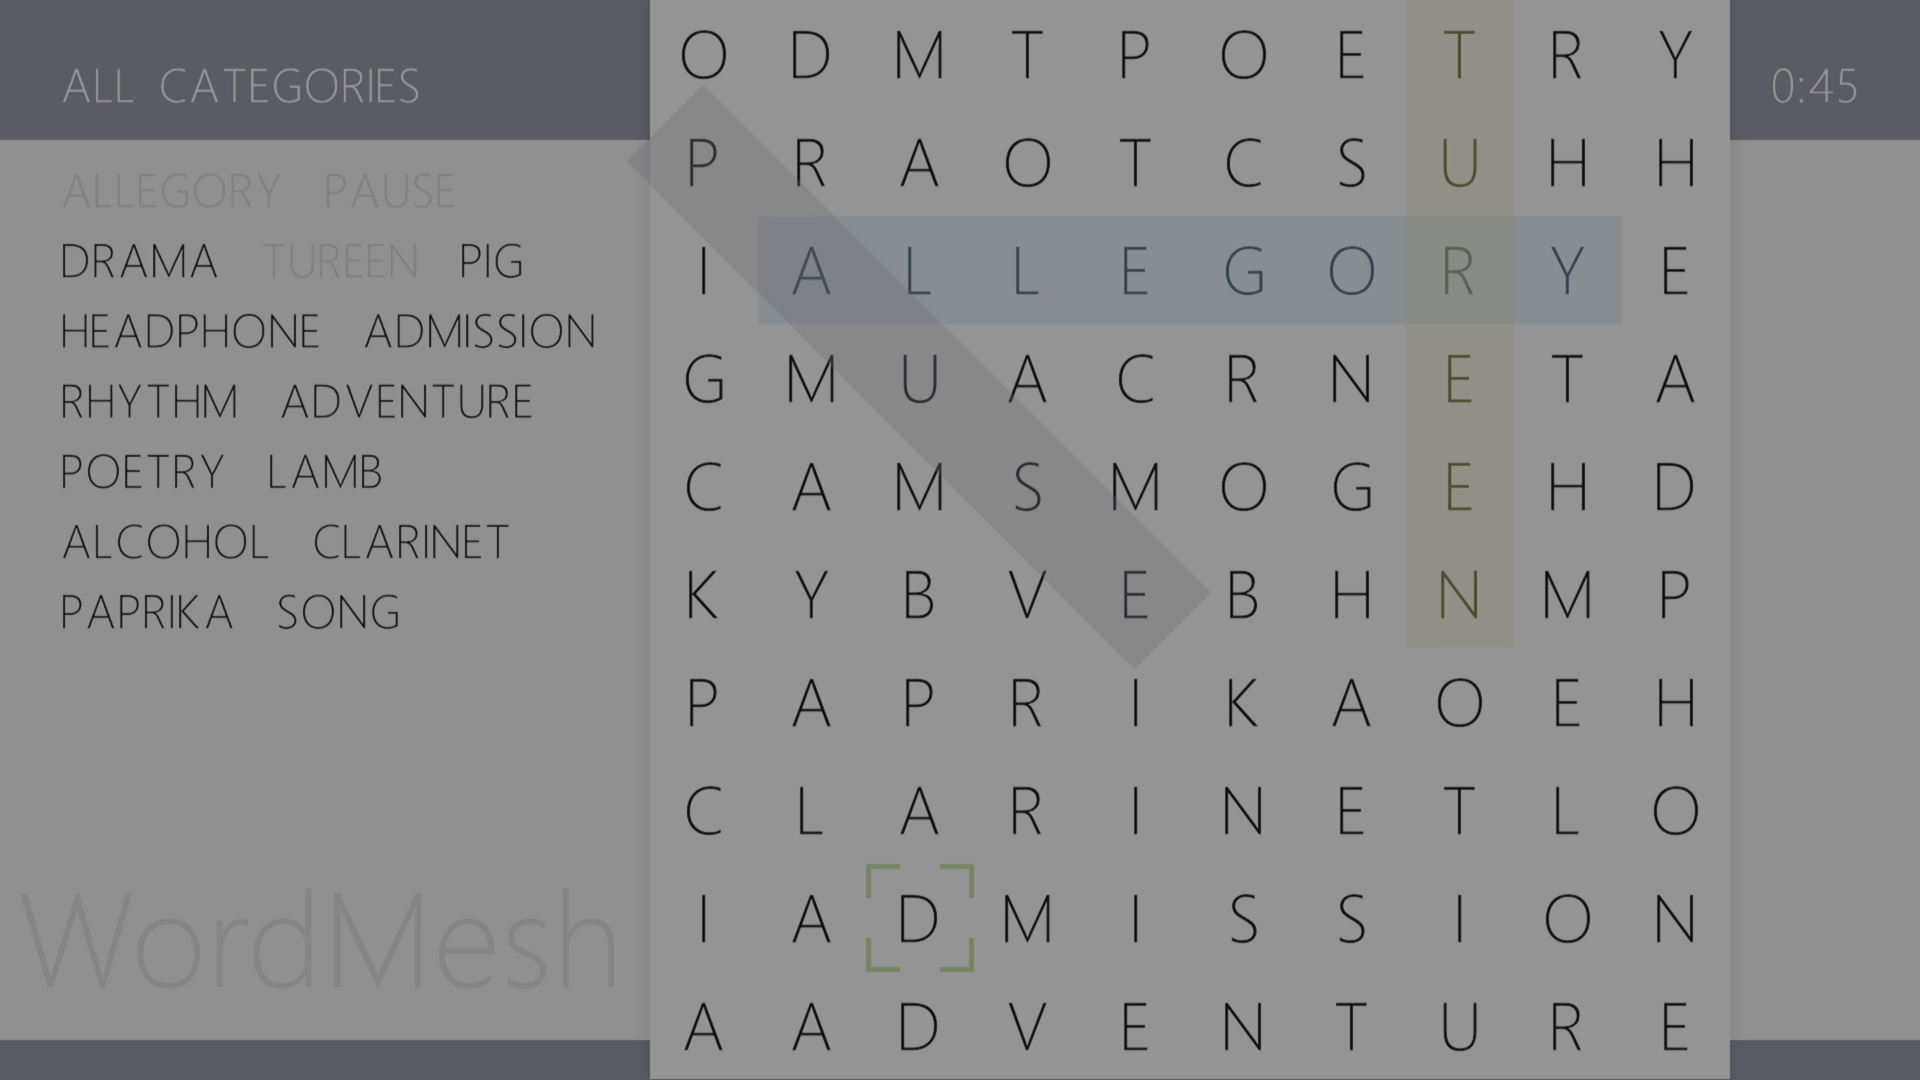 ALL CATEGORIES
0:45
ALLEGORY PAUSE
DRAMA TUREEN PIG
HEADPHONE ADMISSION
RHYTHM ADVENTURE
POETRY LAMB
ALCOHOL CLARINET
PAPRIKA SONG
WordMesh
O D M T P O E T R Y
P R A O T C S U H H
I A L L E G O R Y E
G M U A C R N E T A
C A M S M O G E H D
K Y B V E B H N M P
P A P R I K A O E H
C L A R I N E T L O
I A D M I S S I O N
A A D V E N T U R E